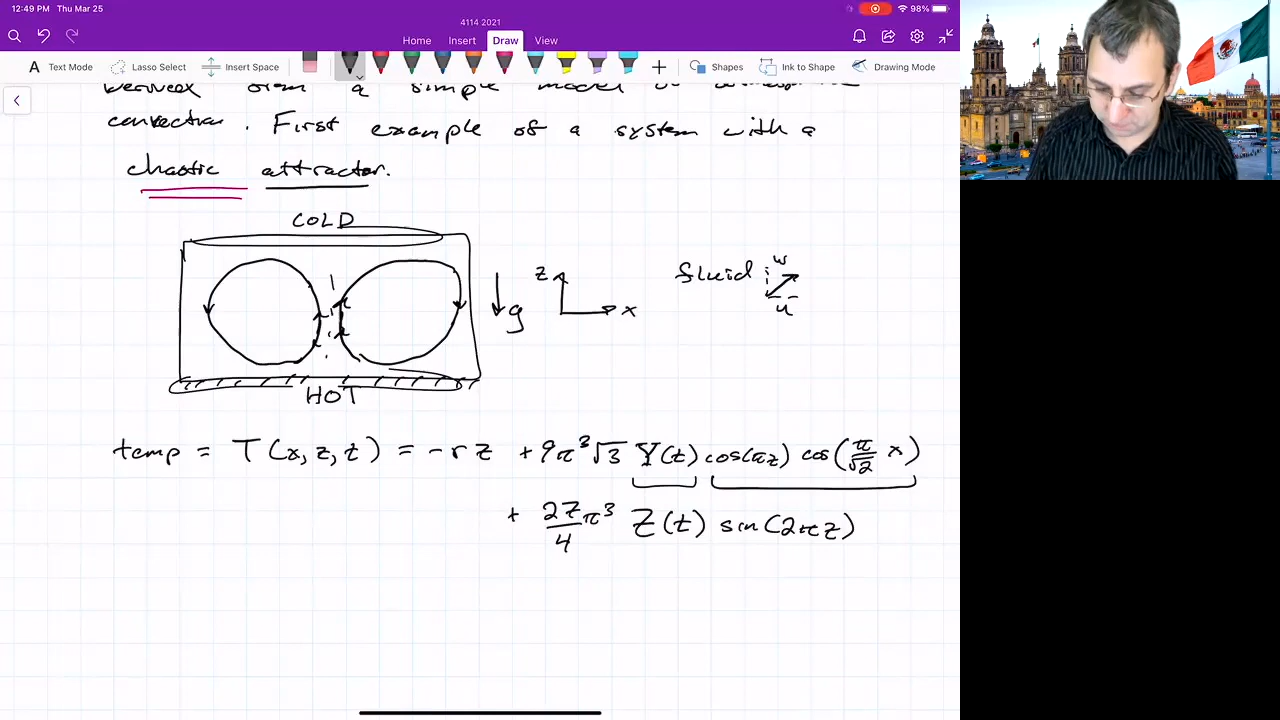 12:49 PM Thu Mar 25
98%
4114 2021
Home Insert Draw View
A Text Mode Lasso Select Insert Space Shapes Ink to Shape Drawing Mode
a simple model
convection. First example of a system with a
chaotic attractor.
COLD
g
z
x
fluid
w
u
HOT
temp = T(x, z, t) = -rz + 9π³√3 Y(t) cos(πz) cos(π/√2 x)
+ 27/4 π³ Z(t) sin(2πz)